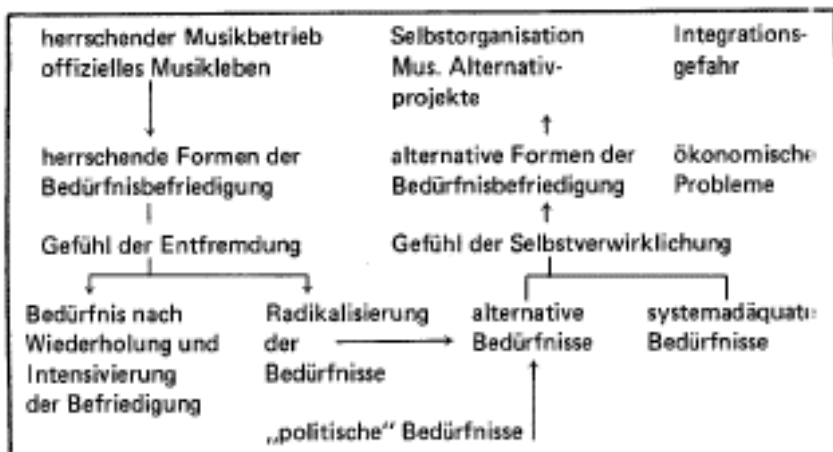 herrschender Musikbetrieb
offizielles Musikleben
Selbstorganisation
Mus. Alternativ-
projekte
Integrations-
gefahr
herrschende Formen der
Bedürfnisbefriedigung
alternative Formen der
Bedürfnisbefriedigung
ökonomische
Probleme
Gefühl der Entfremdung
Gefühl der Selbstverwirklichung
Bedürfnis nach
Wiederholung und
Intensivierung
der Befriedigung
Radikalisierung
der
Bedürfnisse
alternative
Bedürfnisse
systemadäquate
Bedürfnisse
„politische" Bedürfnisse